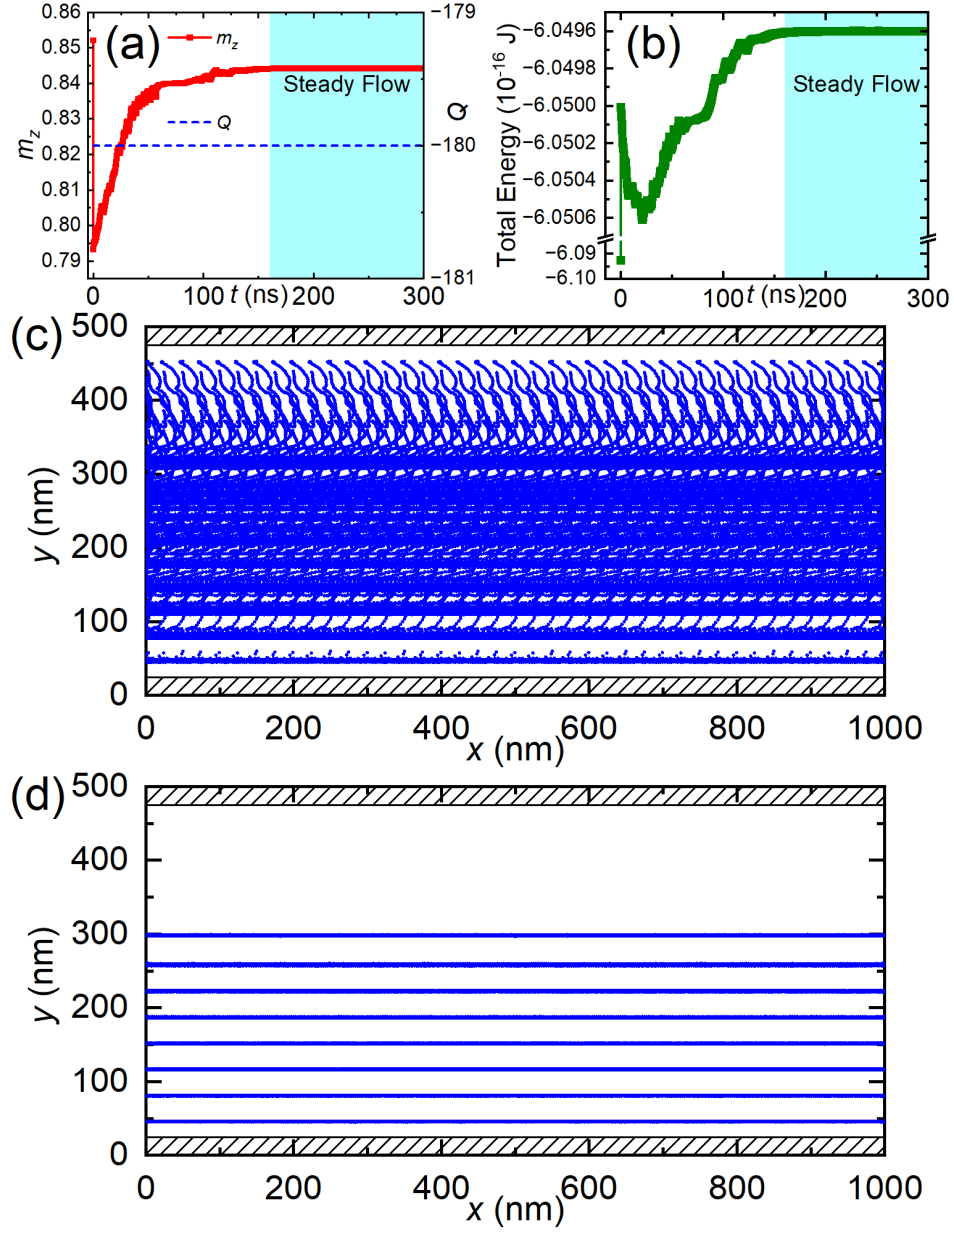 (a)
m_z
Q
Steady Flow
0.86
0.85
0.84
0.83
0.82
0.81
0.80
0.79
m_z
−179
−180
−181
Q
0 100 200 300
t (ns)
(b)
Steady Flow
−6.0496
−6.0498
−6.0500
−6.0502
−6.0504
−6.0506
−6.09
−6.10
Total Energy (10^-16 J)
0 100 200 300
t (ns)
(c)
500
400
300
200
100
0
y (nm)
0 200 400 600 800 1000
x (nm)
(d)
500
400
300
200
100
0
y (nm)
0 200 400 600 800 1000
x (nm)